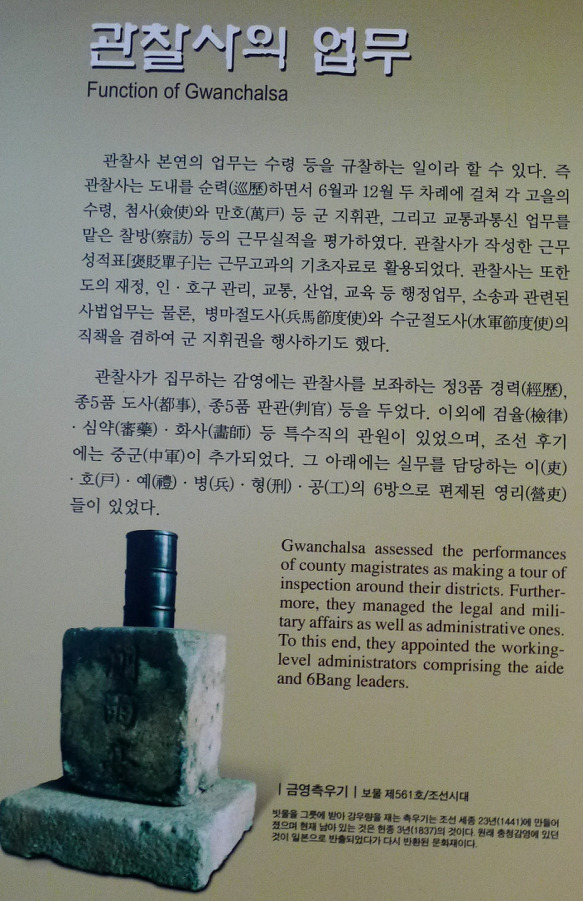 관찰사의 업무
Function of Gwanchalsa
관찰사 본연의 업무는 수령 등을 규찰하는 일이라 할 수 있다. 즉
관찰사는 도내를 순력(巡歷)하면서 6월과 12월 두 차례에 걸쳐 각 고을의
수령, 첨사(僉使)와 만호(萬戶) 등 군 지휘관, 그리고 교통과통신 업무를
맡은 찰방(察訪) 등의 근무실적을 평가하였다. 관찰사가 작성한 근무
성적표[褒貶單子]는 근무고과의 기초자료로 활용되었다. 관찰사는 또한
도의 재정, 인·호구 관리, 교통, 산업, 교육 등 행정업무, 소송과 관련된
사법업무는 물론, 병마절도사(兵馬節度使)와 수군절도사(水軍節度使)의
직책을 겸하여 군 지휘권을 행사하기도 했다.
관찰사가 집무하는 감영에는 관찰사를 보좌하는 정3품 경력(經歷),
종5품 도사(都事), 종5품 판관(判官) 등을 두었다. 이외에 검율(檢律)
·심약(審藥)·화사(畵師) 등 특수직의 관원이 있었으며, 조선 후기
에는 중군(中軍)이 추가되었다. 그 아래에는 실무를 담당하는 이(吏)
·호(戶)·예(禮)·병(兵)·형(刑)·공(工)의 6방으로 편제된 영리(營吏)
들이 있었다.
Gwanchalsa assessed the performances
of county magistrates as making a tour of
inspection around their districts. Further-
more, they managed the legal and mili-
tary affairs as well as administrative ones.
To this end, they appointed the working-
level administrators comprising the aide
and 6Bang leaders.
測雨臺
| 금영측우기 | 보물 제561호/조선시대
빗물을 그릇에 받아 강우량을 재는 측우기는 조선 세종 23년(1441)에 만들어
졌으며 현재 남아 있는 것은 헌종 3년(1837)의 것이다. 원래 충청감영에 있던
것이 일본으로 반출되었다가 다시 반환된 문화재이다.